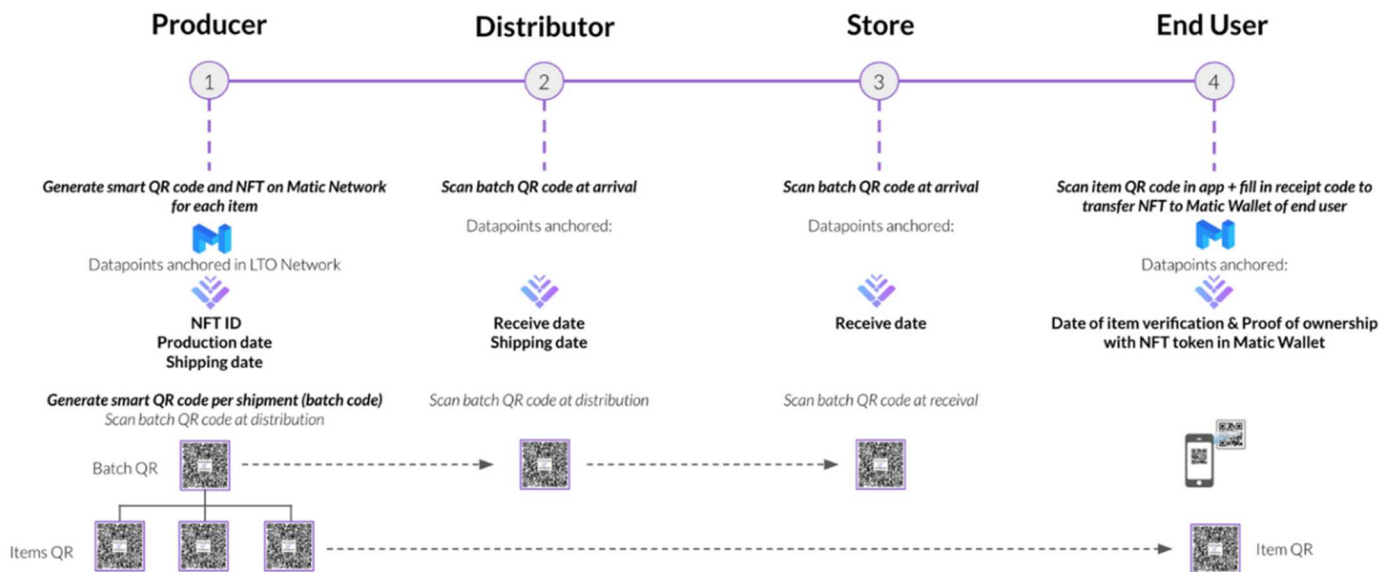 Producer
Distributor
Store
End User
1
2
3
4
Generate smart QR code and NFT on Matic Network
for each item
Datapoints anchored in LTO Network
NFT ID
Production date
Shipping date
Generate smart QR code per shipment (batch code)
Scan batch QR code at distribution
Scan batch QR code at arrival
Datapoints anchored:
Receive date
Shipping date
Scan batch QR code at distribution
Scan batch QR code at arrival
Datapoints anchored:
Receive date
Scan batch QR code at receival
Scan item QR code in app + fill in receipt code to
transfer NFT to Matic Wallet of end user
Datapoints anchored:
Date of item verification & Proof of ownership
with NFT token in Matic Wallet
Batch QR
Items QR
Item QR